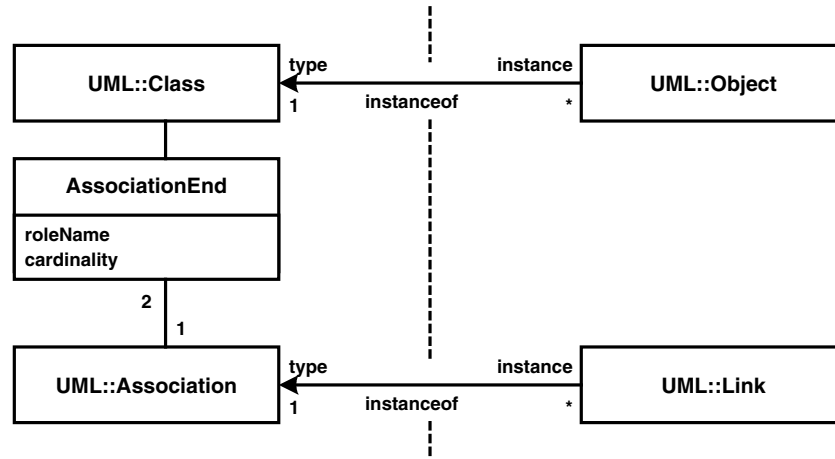 type
instance
UML::Class
UML::Object
1
instanceof
*
AssociationEnd
roleName
cardinality
2
1
type
instance
UML::Association
UML::Link
1
instanceof
*